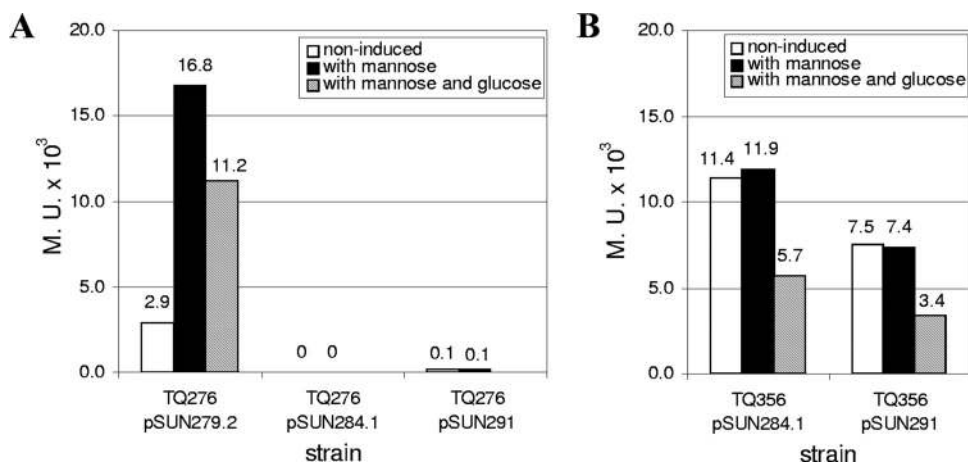 A
M. U. x 10³
20.0
15.0
10.0
5.0
0.0
non-induced
with mannose
with mannose and glucose
2.9
16.8
11.2
0 0
0.1 0.1
TQ276 TQ276 TQ276
pSUN279.2 pSUN284.1 pSUN291
strain
B
M. U. x 10³
20.0
15.0
10.0
5.0
0.0
non-induced
with mannose
with mannose and glucose
11.4
11.9
5.7
7.5 7.4
3.4
TQ356 TQ356
pSUN284.1 pSUN291
strain